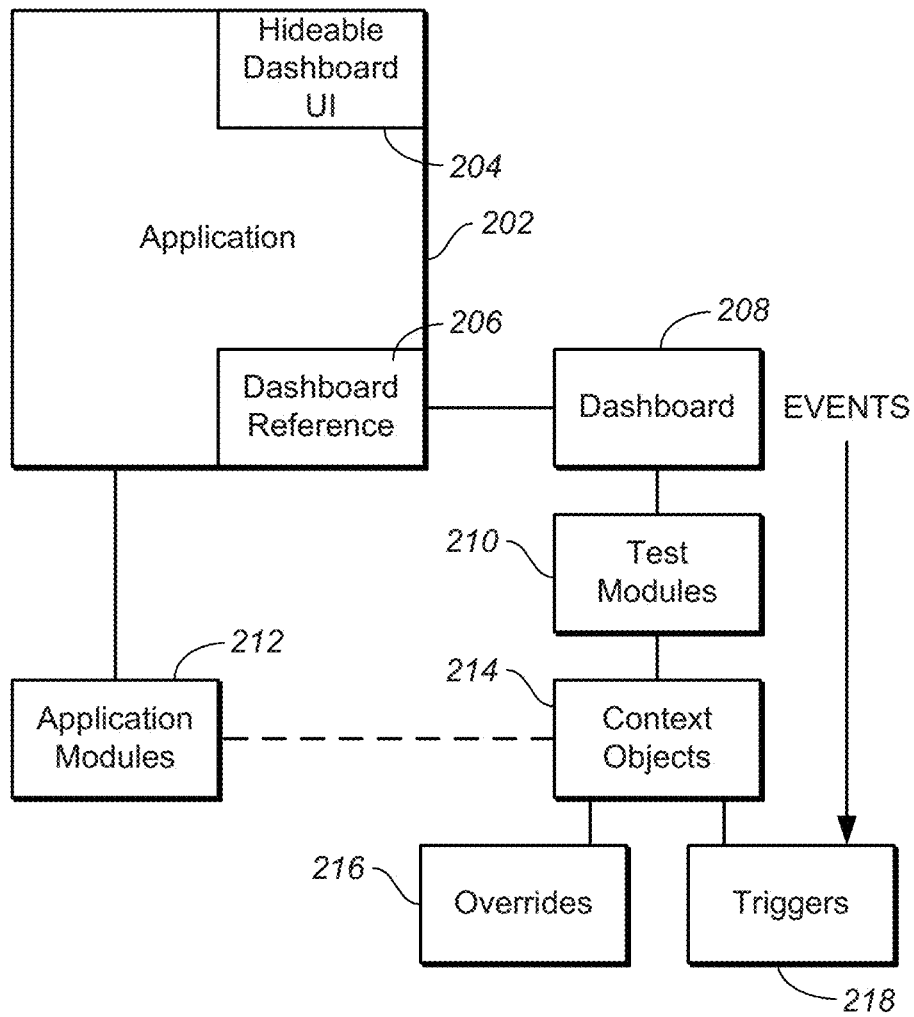 Hideable
Dashboard
UI
204
Application
202
206
208
Dashboard
Reference
Dashboard
EVENTS
210
Test
Modules
212
214
Application
Modules
Context
Objects
216
Overrides
Triggers
218